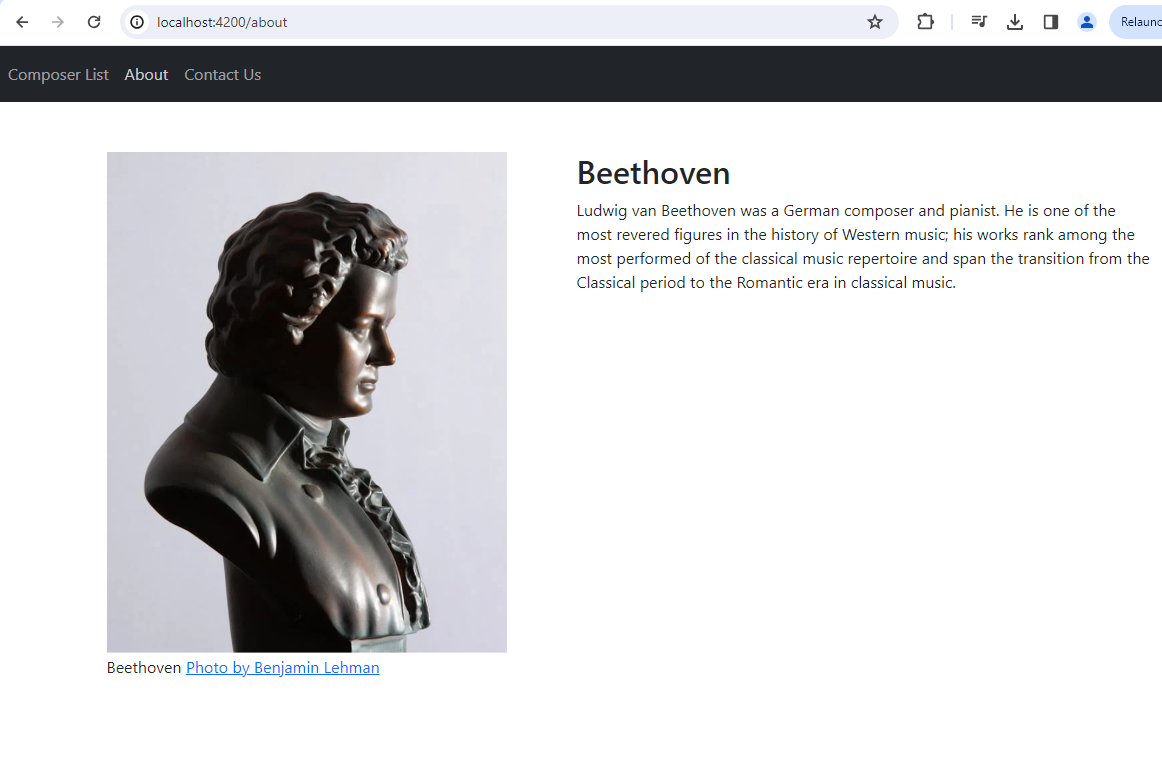 localhost:4200/about
Relaunc
Composer List About Contact Us
Beethoven
Ludwig van Beethoven was a German composer and pianist. He is one of the
most revered figures in the history of Western music; his works rank among the
most performed of the classical music repertoire and span the transition from the
Classical period to the Romantic era in classical music.
Beethoven Photo by Benjamin Lehman